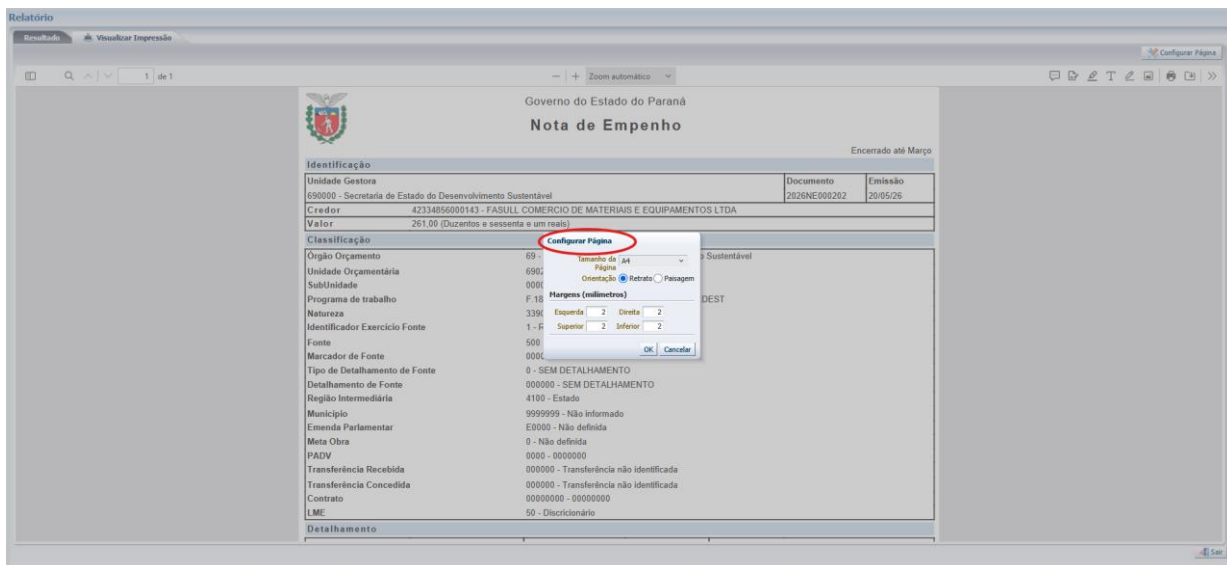 Relatório
Resultado Visualizar Impressão
Configurar Página
1 de 1 Zoom automático
Governo do Estado do Paraná
Nota de Empenho
Encerrado até Março
Identificação
Unidade Gestora Documento Emissão
690000 - Secretaria de Estado do Desenvolvimento Sustentável 2026NE000202 20/05/26
Credor 42334856000143 - FASULL COMERCIO DE MATERIAIS E EQUIPAMENTOS LTDA
Valor 261,00 (Duzentos e sessenta e um reais)
Classificação
Órgão Orçamento 69 - o Sustentável
Unidade Orçamentária 6902
SubUnidade 0000
Programa de trabalho F.18 DEST
Natureza 3390
Identificador Exercício Fonte 1 - R
Fonte 500
Marcador de Fonte 0000
Configurar Página
Tamanho da Página A4
Orientação Retrato Paisagem
Margens (milímetros)
Esquerda 2 Direita 2
Superior 2 Inferior 2
OK Cancelar
Tipo de Detalhamento de Fonte 0 - SEM DETALHAMENTO
Detalhamento de Fonte 000000 - SEM DETALHAMENTO
Região Intermediária 4100 - Estado
Município 9999999 - Não informado
Emenda Parlamentar E0000 - Não definida
Meta Obra 0 - Não definida
PADV 0000 - 0000000
Transferência Recebida 000000 - Transferência não identificada
Transferência Concedida 000000 - Transferência não identificada
Contrato 00000000 - 00000000
LME 50 - Discricionário
Detalhamento
Sair